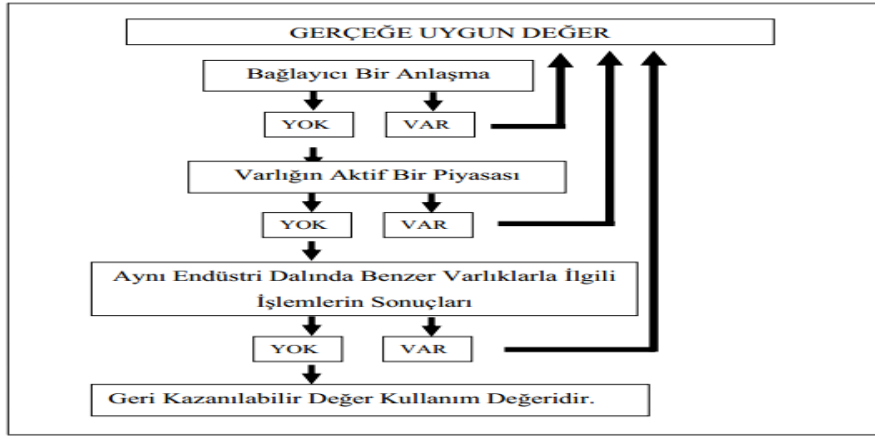 GERÇEĞE UYGUN DEĞER
Bağlayıcı Bir Anlaşma
YOK VAR
Varlığın Aktif Bir Piyasası
YOK VAR
Aynı Endüstri Dalında Benzer Varlıklarla İlgili
İşlemlerin Sonuçları
YOK VAR
Geri Kazanılabilir Değer Kullanım Değeridir.